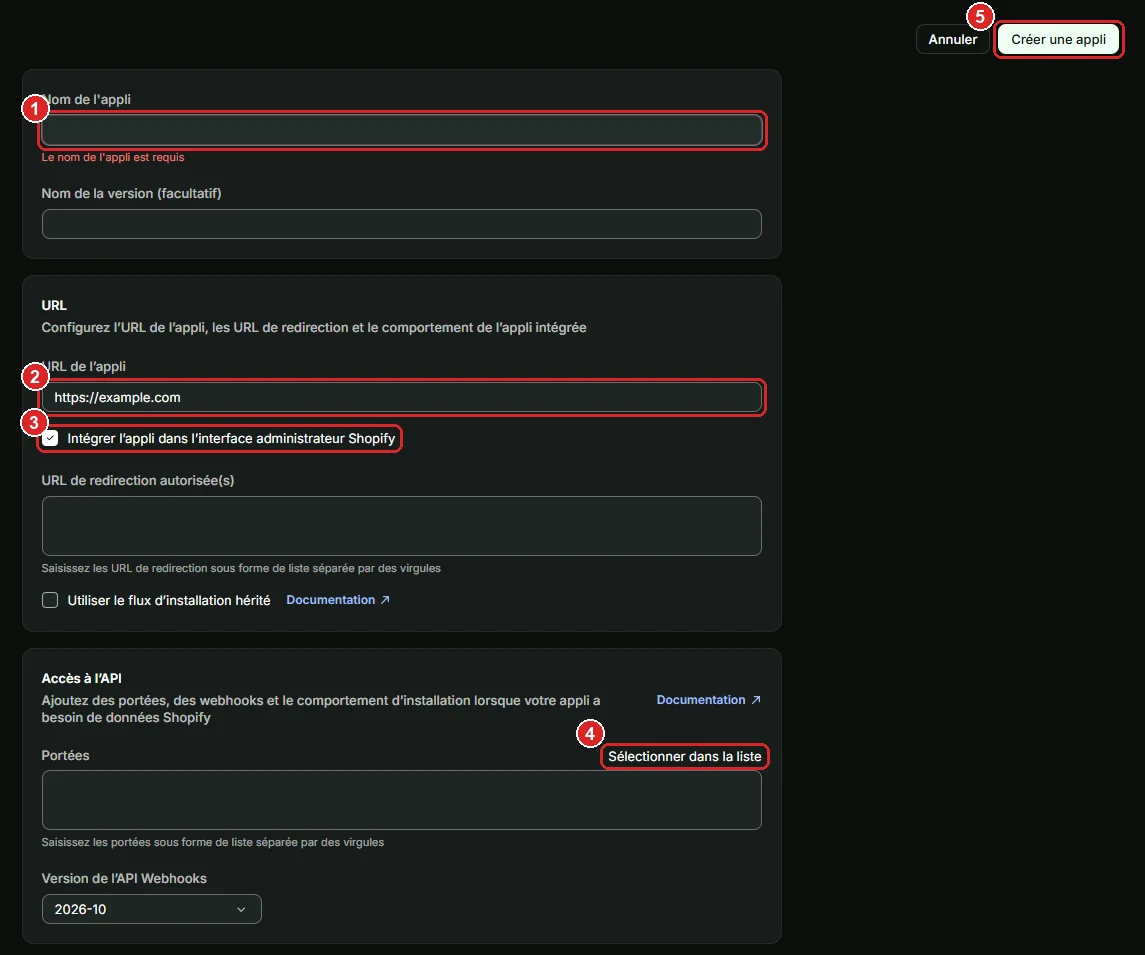 5
Annuler
Créer une appli
Nom de l'appli
1
Le nom de l'appli est requis
Nom de la version (facultatif)
URL
Configurez l’URL de l’appli, les URL de redirection et le comportement de l’appli intégrée
URL de l’appli
2
https://example.com
3
Intégrer l’appli dans l’interface administrateur Shopify
URL de redirection autorisée(s)
Saisissez les URL de redirection sous forme de liste séparée par des virgules
Utiliser le flux d’installation hérité
Documentation ↗
Accès à l’API
Ajoutez des portées, des webhooks et le comportement d’installation lorsque votre appli a
besoin de données Shopify
Documentation ↗
4
Portées
Sélectionner dans la liste
Saisissez les portées sous forme de liste séparée par des virgules
Version de l’API Webhooks
2026-10